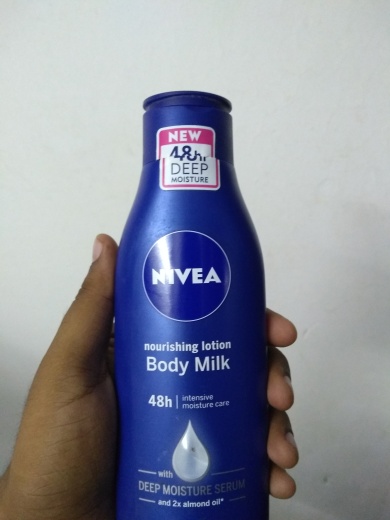 NEW
48h
DEEP
MOISTURE
NIVEA
nourishing lotion
Body Milk
48h | intensive
moisture care
with
DEEP MOISTURE SERUM
and 2x almond oil*